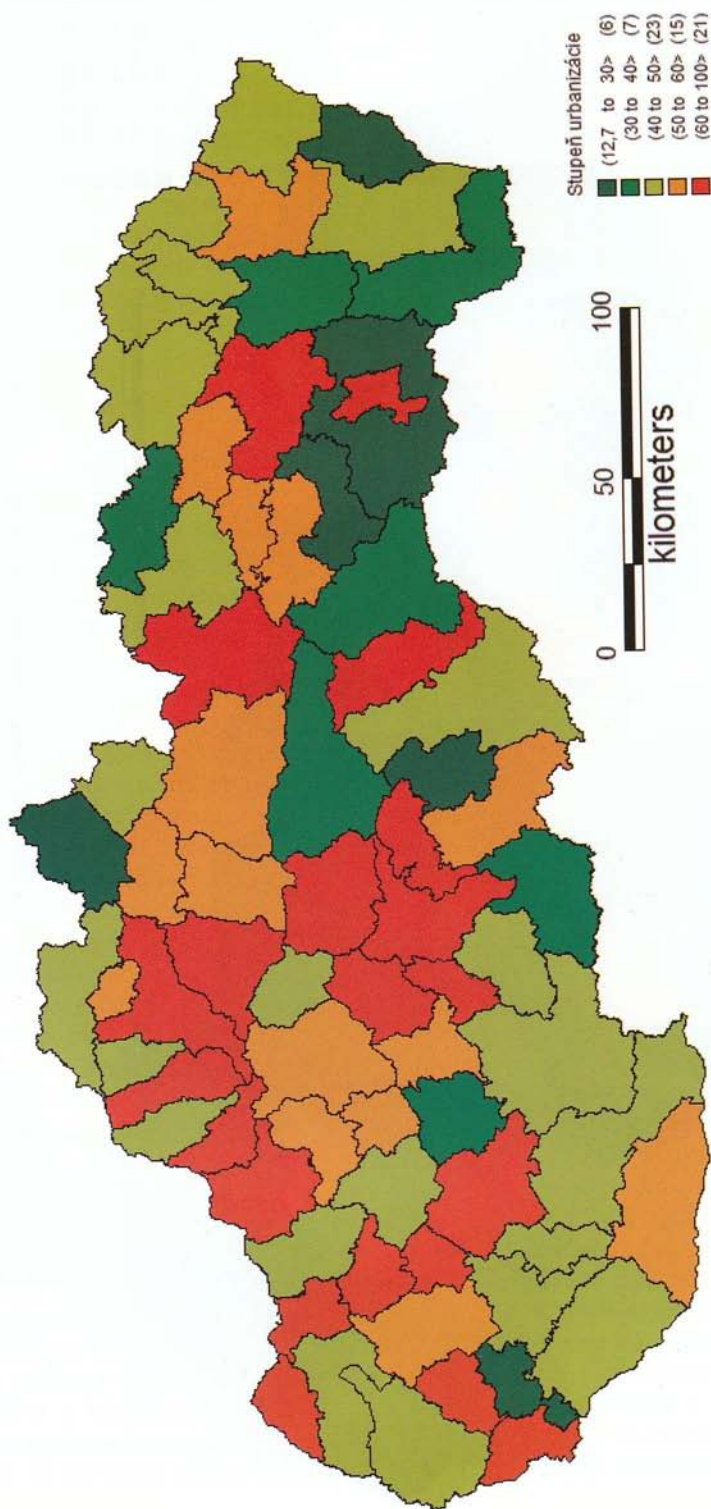 Stupeň urbanizácie
(12,7 to 30> (6)
(30 to 40> (7)
(40 to 50> (23)
(50 to 60> (15)
(60 to 100> (21)
0 50 100
kilometers